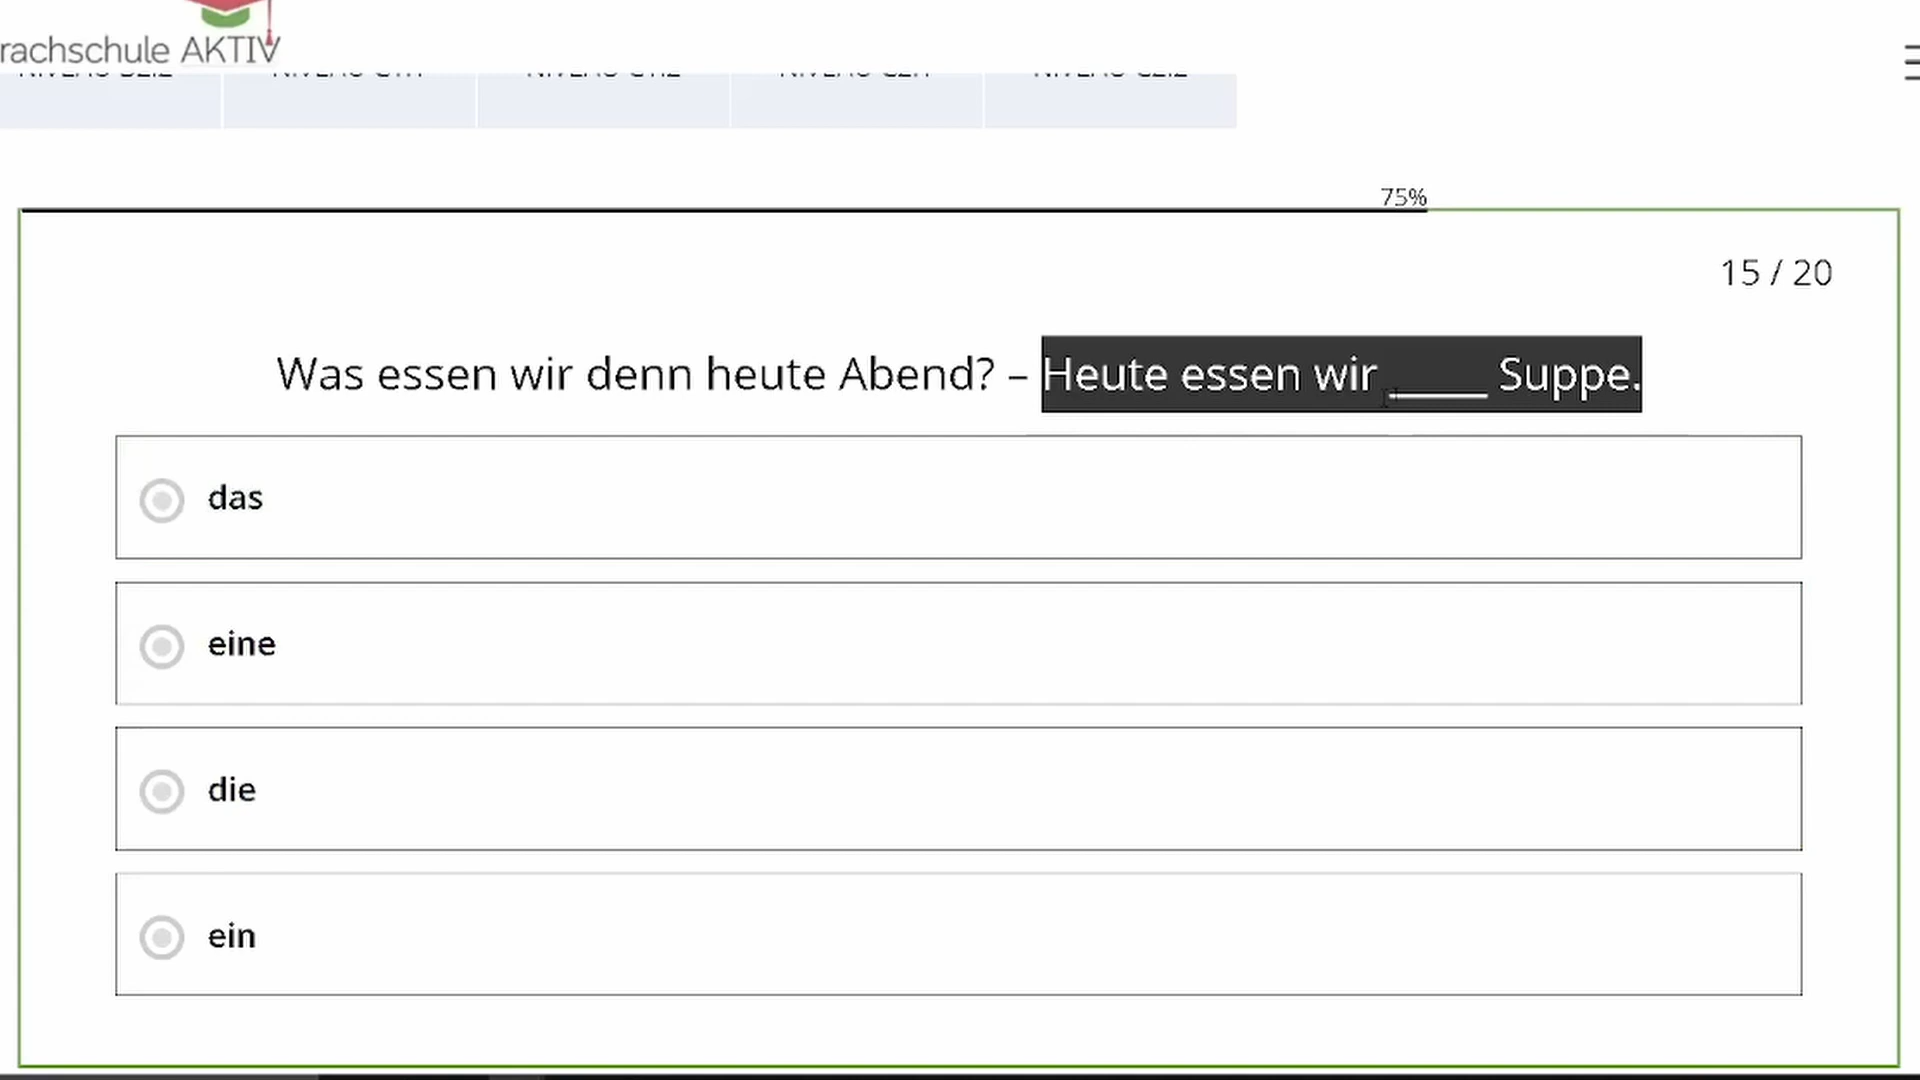 rachschule AKTIV
75%
15 / 20
Was essen wir denn heute Abend? – Heute essen wir _____ Suppe.
das
eine
die
ein